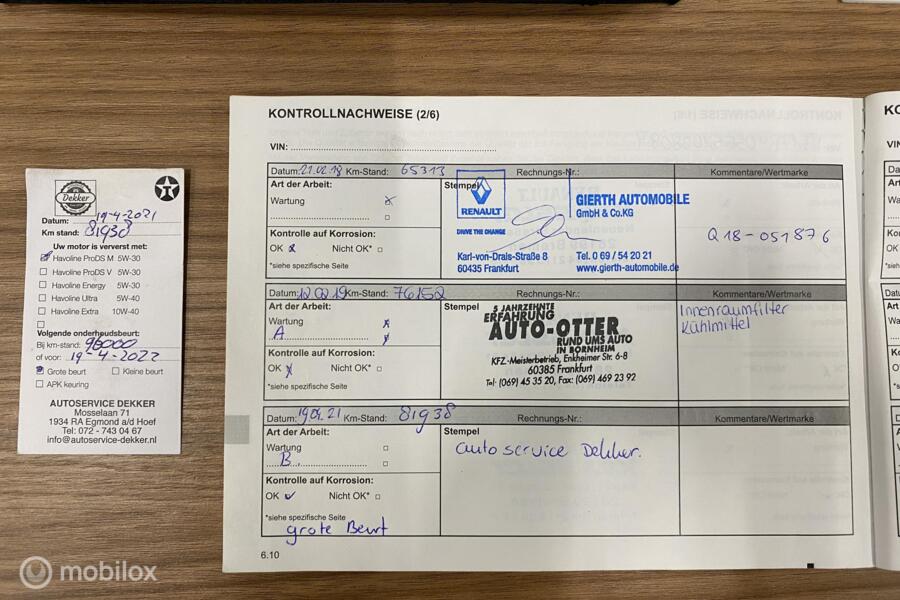 Dekker
Datum: 19-4-2021
Km stand: 81938
Uw motor is ververst met:
Havoline ProDS M 5W-30
Havoline ProDS V 5W-30
Havoline Energy 5W-30
Havoline Ultra 5W-40
Havoline Extra 10W-40
Volgende onderhoudsbeurt:
Bij km-stand: 96000
of voor: 19-4-2022
Grote beurt Kleine beurt
APK keuring
AUTOSERVICE DEKKER
Mosselaan 71
1934 RA Egmond a/d Hoef
Tel: 072 - 743 04 67
info@autoservice-dekker.nl
KONTROLLNACHWEISE (2/6)
VIN:
Datum: 21.02.18 Km-Stand: 65313 Rechnungs-Nr.: Kommentare/Wertmarke
Art der Arbeit: Stempel
Wartung x
Kontrolle auf Korrosion:
OK x Nicht OK*
*siehe spezifische Seite
RENAULT
DRIVE THE CHANGE
GIERTH AUTOMOBILE
GmbH & Co.KG
Karl-von-Drais-Straße 8 Tel. 0 69 / 54 20 21
60435 Frankfurt www.gierth-automobile.de
Q18-051876
Datum: 12.02.19 Km-Stand: 76152 Rechnungs-Nr.: Kommentare/Wertmarke
Art der Arbeit: Stempel
Wartung x
A x
Kontrolle auf Korrosion:
OK x Nicht OK*
*siehe spezifische Seite
5 JAHRZEHNTE
ERFAHRUNG
AUTO-OTTER
RUND UMS AUTO
IN BORNHEIM
KFZ.-Meisterbetrieb, Enkheimer Str. 6-8
60385 Frankfurt
Tel: (069) 45 35 20, Fax: (069) 469 23 92
Innenraumfilter
Kühlmittel
Datum: 19.04.21 Km-Stand: 81938 Rechnungs-Nr.: Kommentare/Wertmarke
Art der Arbeit: Stempel
Wartung
B
Kontrolle auf Korrosion:
OK Nicht OK*
*siehe spezifische Seite
grote Beurt
auto service Dekker.
6.10
mobilox